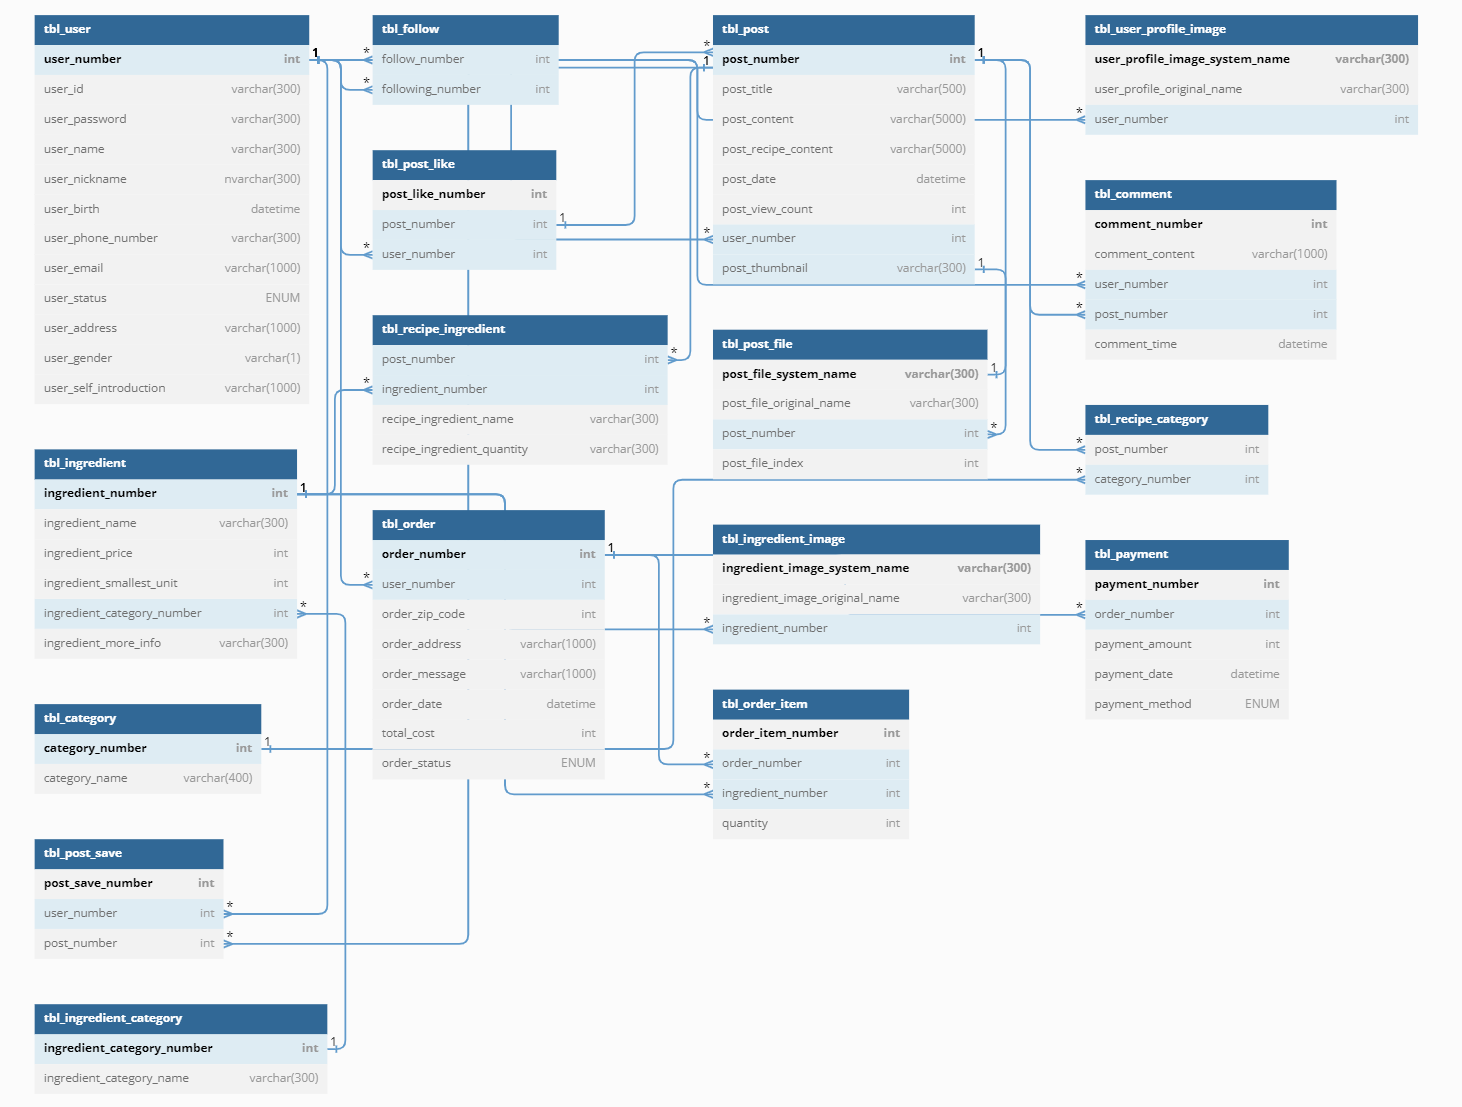 tbl_user
user_number int
user_id varchar(300)
user_password varchar(300)
user_name varchar(300)
user_nickname nvarchar(300)
user_birth datetime
user_phone_number varchar(300)
user_email varchar(1000)
user_status ENUM
user_address varchar(1000)
user_gender varchar(1)
user_self_introduction varchar(1000)
1
tbl_ingredient
ingredient_number int
ingredient_name varchar(300)
ingredient_price int
ingredient_smallest_unit int
ingredient_category_number int
ingredient_more_info varchar(300)
1
*
tbl_category
category_number int
category_name varchar(400)
1
tbl_post_save
post_save_number int
user_number int
post_number int
*
*
tbl_ingredient_category
ingredient_category_number int
ingredient_category_name varchar(300)
1
tbl_follow
follow_number int
following_number int
*
*
tbl_post_like
post_like_number int
post_number int
user_number int
1
*
tbl_recipe_ingredient
post_number int
ingredient_number int
recipe_ingredient_name varchar(300)
recipe_ingredient_quantity varchar(300)
*
*
tbl_order
order_number int
user_number int
order_zip_code int
order_address varchar(1000)
order_message varchar(1000)
order_date datetime
total_cost int
order_status ENUM
1
*
tbl_post
post_number int
post_title varchar(500)
post_content varchar(5000)
post_recipe_content varchar(5000)
post_date datetime
post_view_count int
user_number int
post_thumbnail varchar(300)
*
1
1
*
1
tbl_post_file
post_file_system_name varchar(300)
post_file_original_name varchar(300)
post_number int
post_file_index int
1
*
tbl_ingredient_image
ingredient_image_system_name varchar(300)
ingredient_image_original_name varchar(300)
ingredient_number int
*
tbl_order_item
order_item_number int
order_number int
ingredient_number int
quantity int
*
*
tbl_user_profile_image
user_profile_image_system_name varchar(300)
user_profile_original_name varchar(300)
user_number int
*
tbl_comment
comment_number int
comment_content varchar(1000)
user_number int
post_number int
comment_time datetime
*
*
tbl_recipe_category
post_number int
category_number int
*
*
tbl_payment
payment_number int
order_number int
payment_amount int
payment_date datetime
payment_method ENUM
*